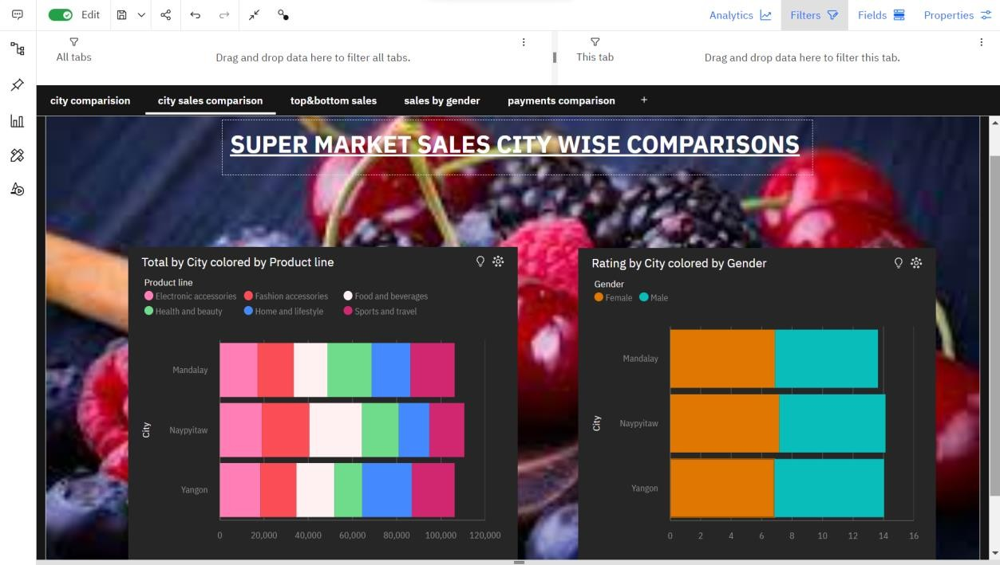 Edit
Analytics
Filters
Fields
Properties
All tabs
Drag and drop data here to filter all tabs.
This tab
Drag and drop data here to filter this tab.
city comparision
city sales comparison
top&bottom sales
sales by gender
payments comparison
+
SUPER MARKET SALES CITY WISE COMPARISONS
Total by City colored by Product line
Product line
Electronic accessories
Fashion accessories
Food and beverages
Health and beauty
Home and lifestyle
Sports and travel
City
Mandalay
Naypyitaw
Yangon
0 20,000 40,000 60,000 80,000 100,000 120,000
Rating by City colored by Gender
Gender
Female
Male
City
Mandalay
Naypyitaw
Yangon
0 2 4 6 8 10 12 14 16